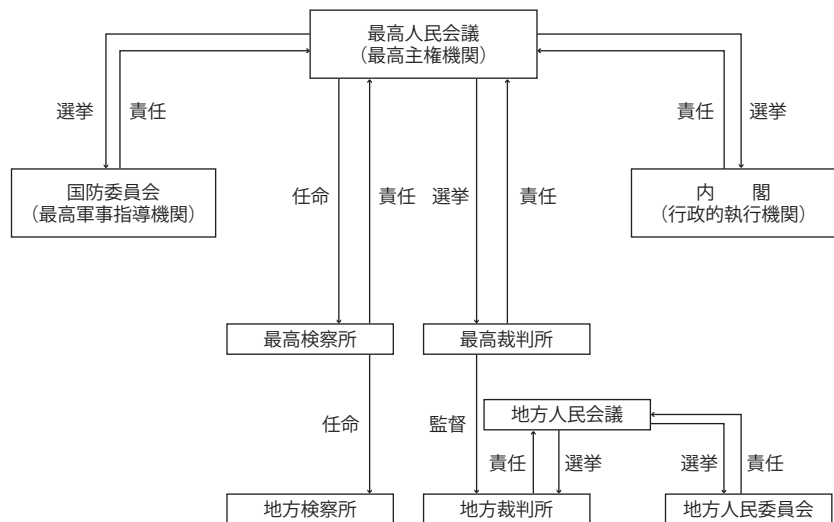 最高人民会議
（最高主権機関）
選挙
責任
責任
選挙
国防委員会
（最高軍事指導機関）
任命
責任
選挙
責任
内　　閣
（行政的執行機関）
最高検察所
最高裁判所
任命
監督
地方人民会議
責任
選挙
選挙
責任
地方検察所
地方裁判所
地方人民委員会